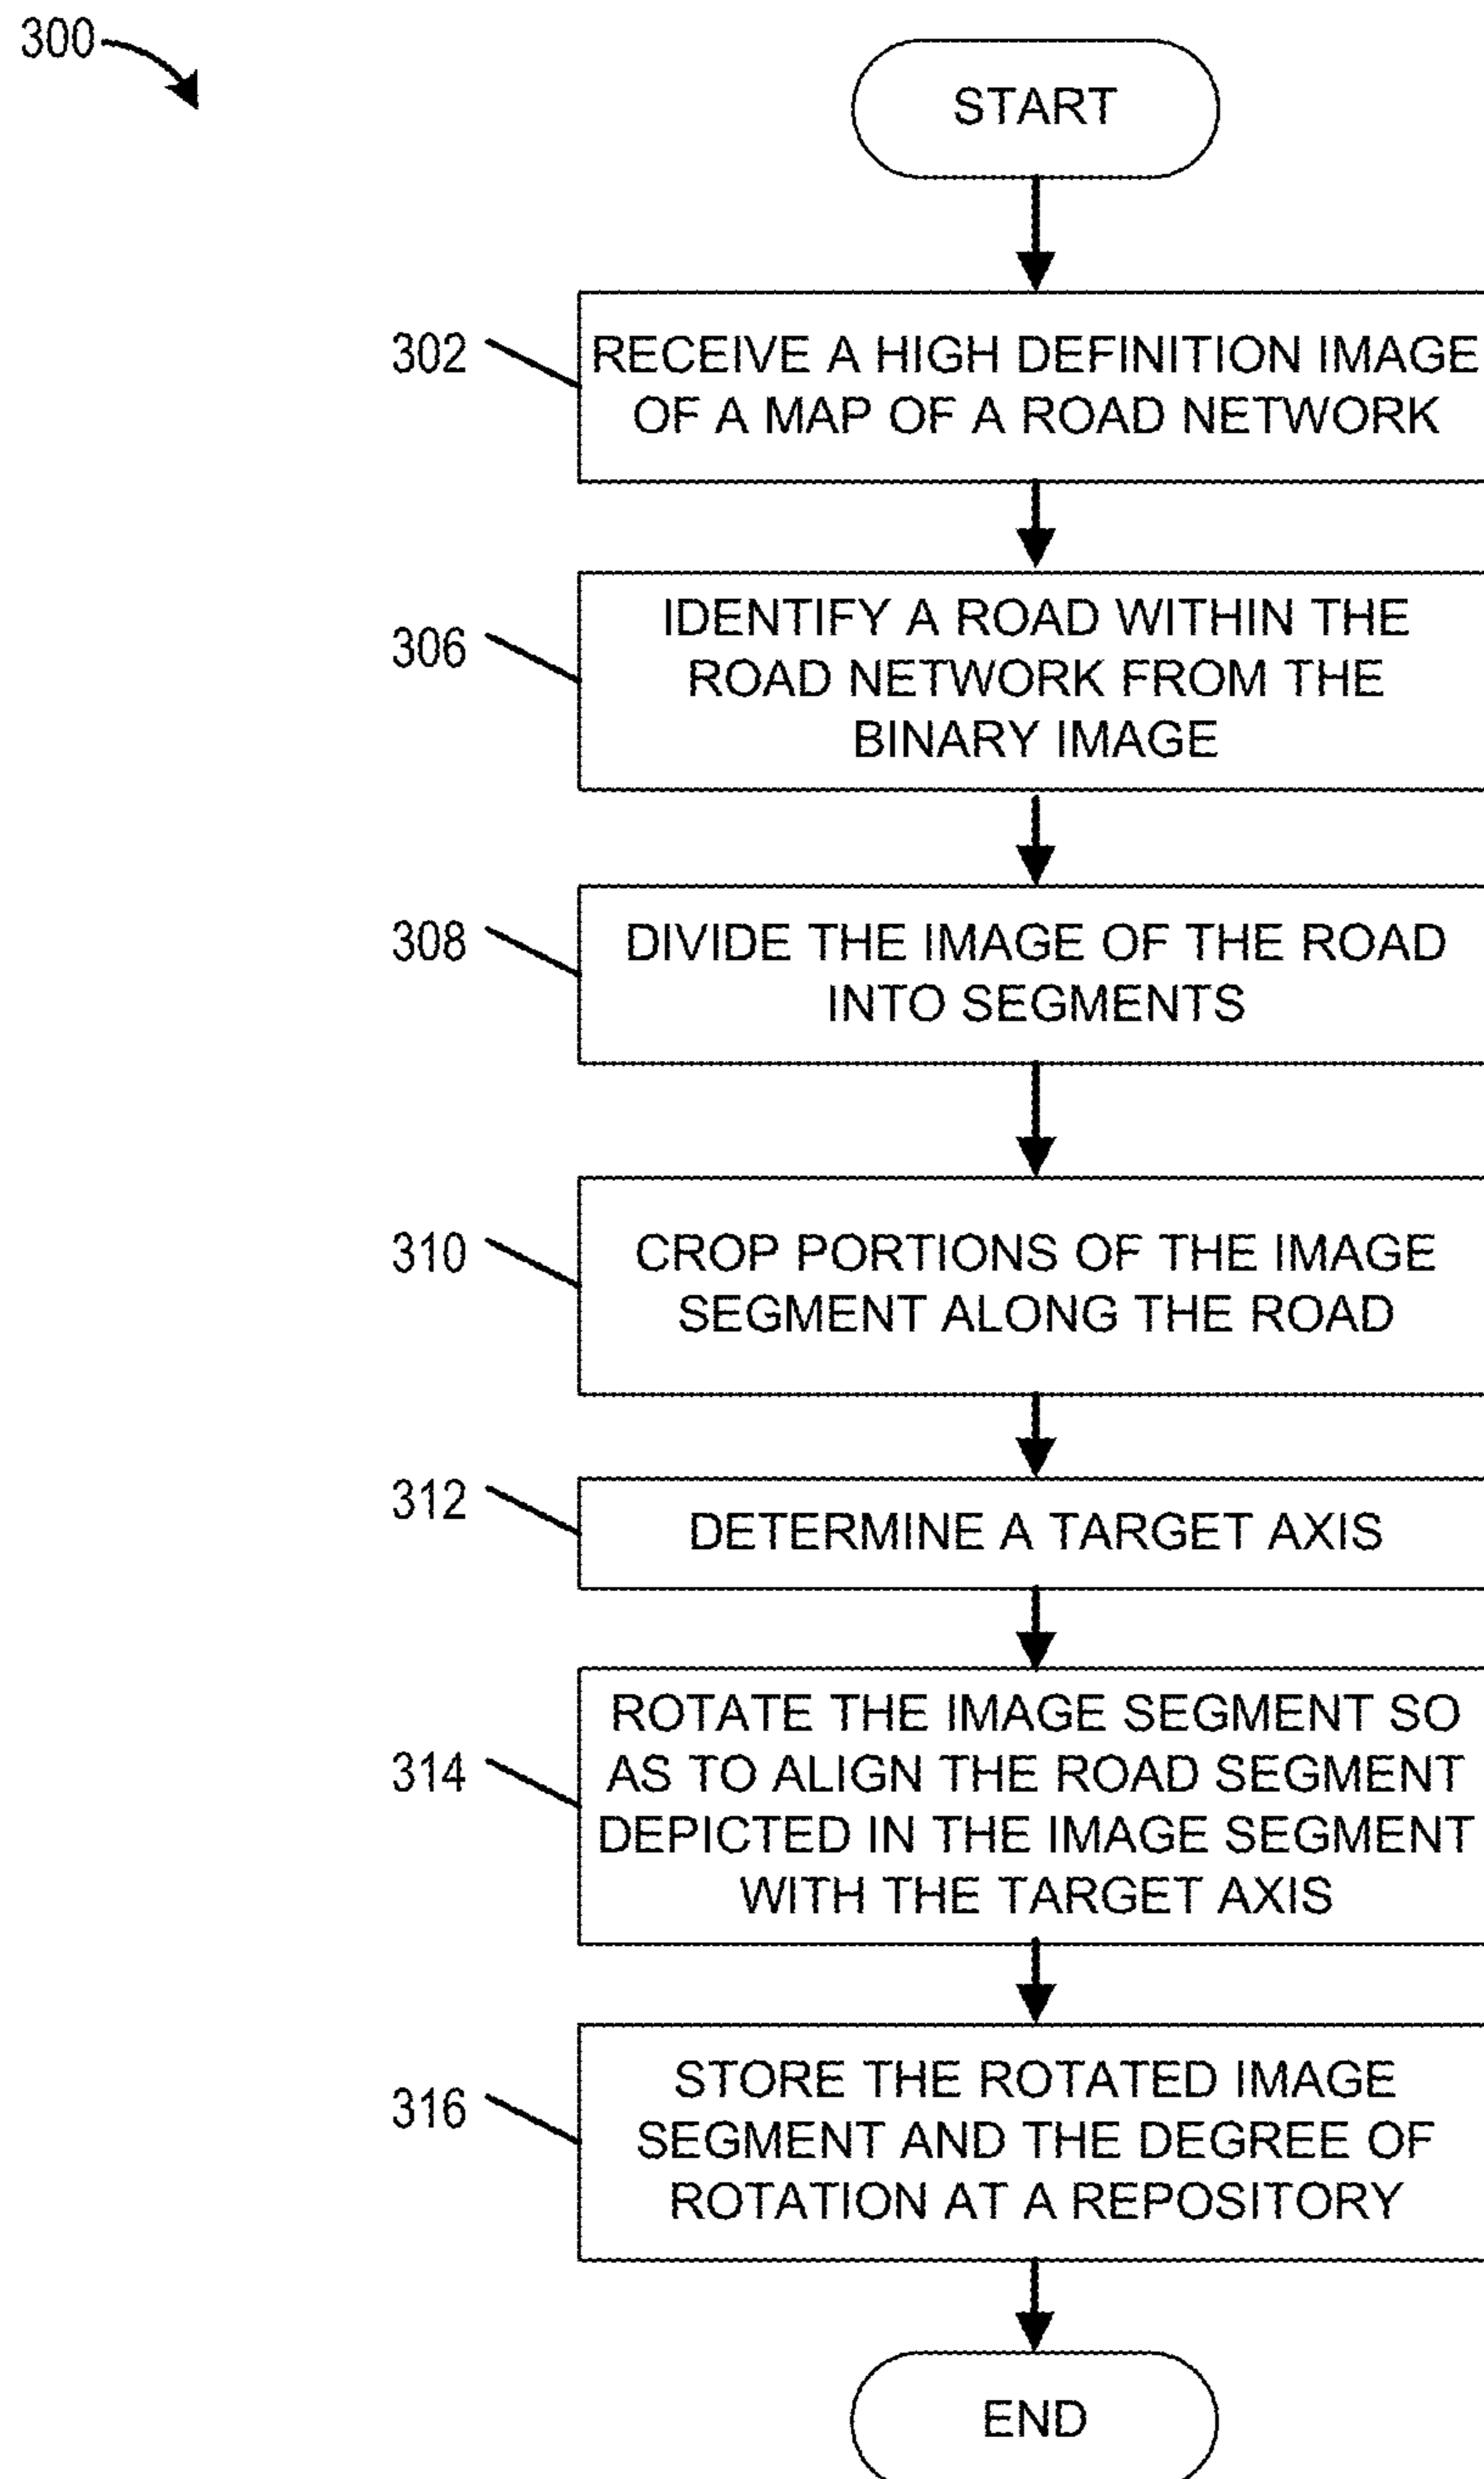 300
START
302
RECEIVE A HIGH DEFINITION IMAGE
OF A MAP OF A ROAD NETWORK
306
IDENTIFY A ROAD WITHIN THE
ROAD NETWORK FROM THE
BINARY IMAGE
308
DIVIDE THE IMAGE OF THE ROAD
INTO SEGMENTS
310
CROP PORTIONS OF THE IMAGE
SEGMENT ALONG THE ROAD
312
DETERMINE A TARGET AXIS
314
ROTATE THE IMAGE SEGMENT SO
AS TO ALIGN THE ROAD SEGMENT
DEPICTED IN THE IMAGE SEGMENT
WITH THE TARGET AXIS
316
STORE THE ROTATED IMAGE
SEGMENT AND THE DEGREE OF
ROTATION AT A REPOSITORY
END